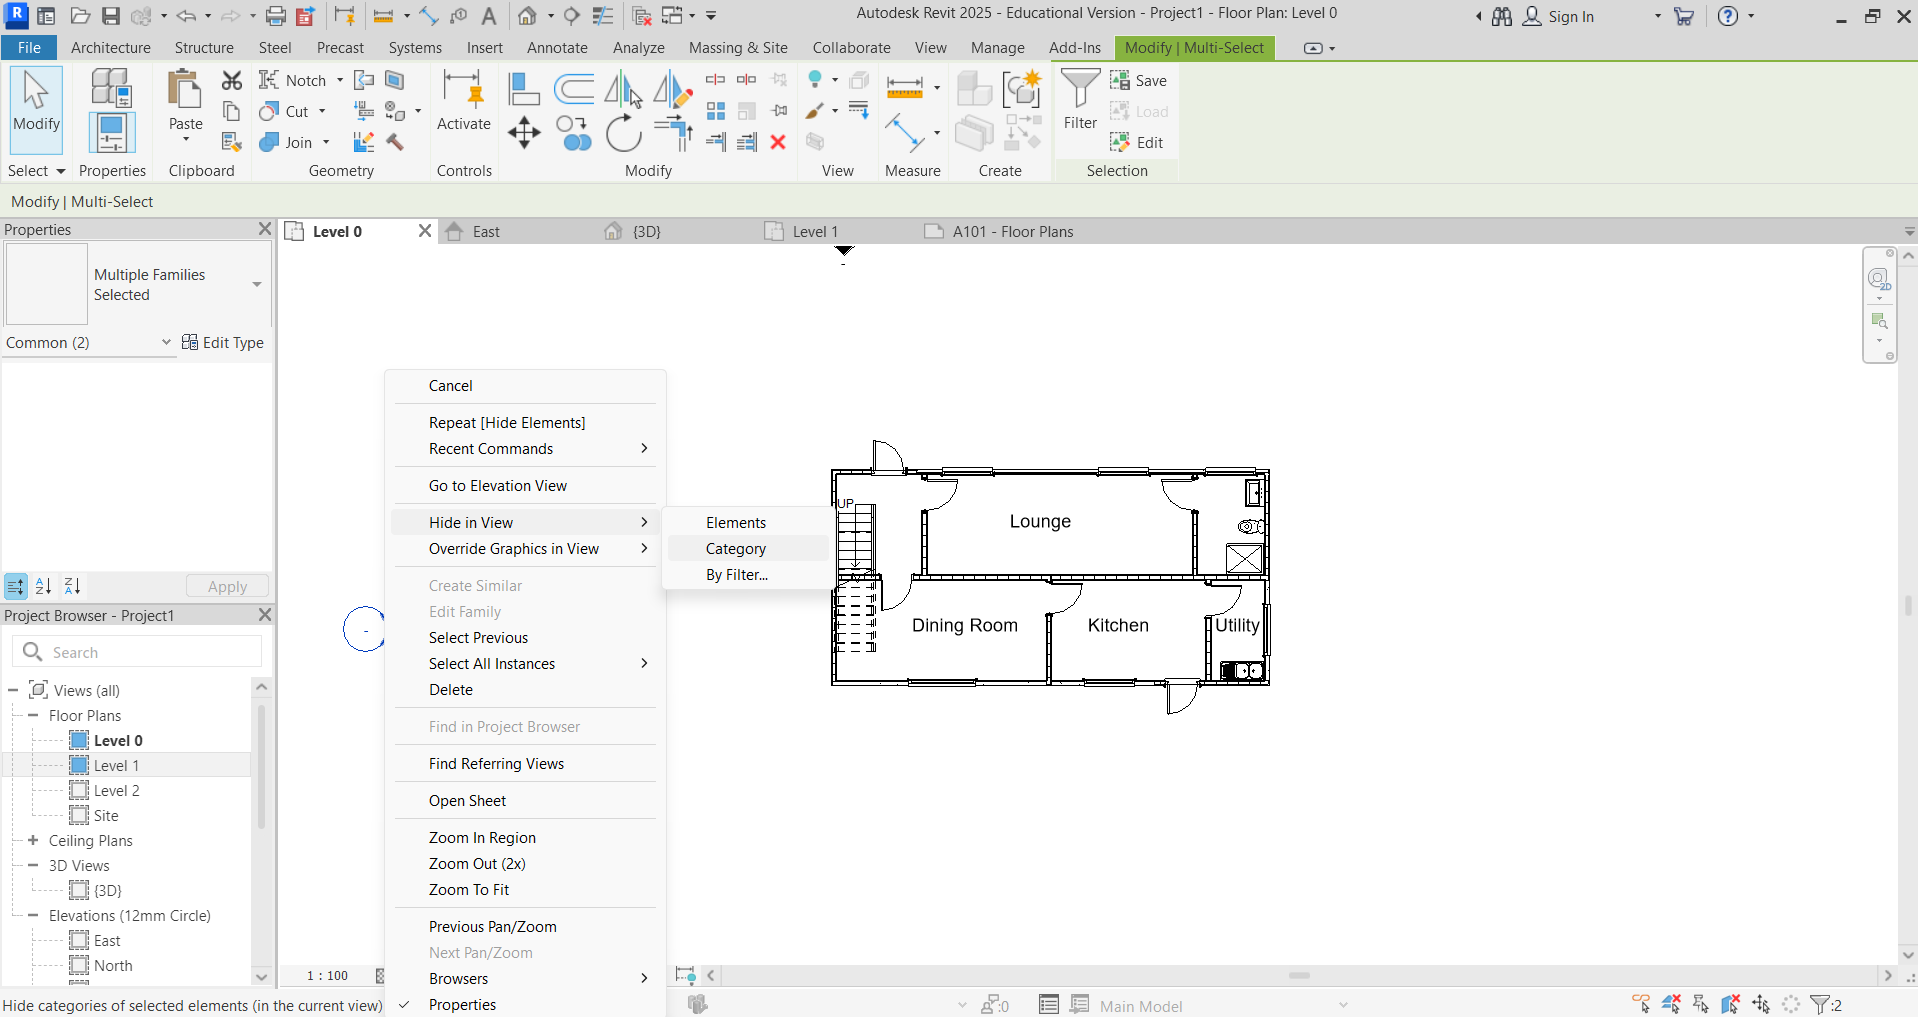 Autodesk Revit 2025 - Educational Version - Project1 - Floor Plan: Level 0
Sign In
File Architecture Structure Steel Precast Systems Insert Annotate Analyze Massing & Site Collaborate View Manage Add-Ins Modify | Multi-Select
Modify
Paste
Notch
Cut
Join
Activate
Filter
Save
Load
Edit
Select Properties Clipboard Geometry Controls Modify View Measure Create Selection
Modify | Multi-Select
Properties
Level 0
East
{3D}
Level 1
A101 - Floor Plans
Multiple Families
Selected
2D
Common (2)
Edit Type
Cancel
Repeat [Hide Elements]
Recent Commands
Go to Elevation View
Hide in View
Override Graphics in View
Elements
Category
By Filter...
Create Similar
Edit Family
Select Previous
Select All Instances
Delete
Find in Project Browser
Find Referring Views
Open Sheet
Zoom In Region
Zoom Out (2x)
Zoom To Fit
Previous Pan/Zoom
Next Pan/Zoom
Browsers
Properties
UP
Lounge
Dining Room
Kitchen
Utility
Apply
Project Browser - Project1
Search
Views (all)
Floor Plans
Level 0
Level 1
Level 2
Site
Ceiling Plans
3D Views
{3D}
Elevations (12mm Circle)
East
North
1 : 100
Hide categories of selected elements (in the current view)
:0
Main Model
:2